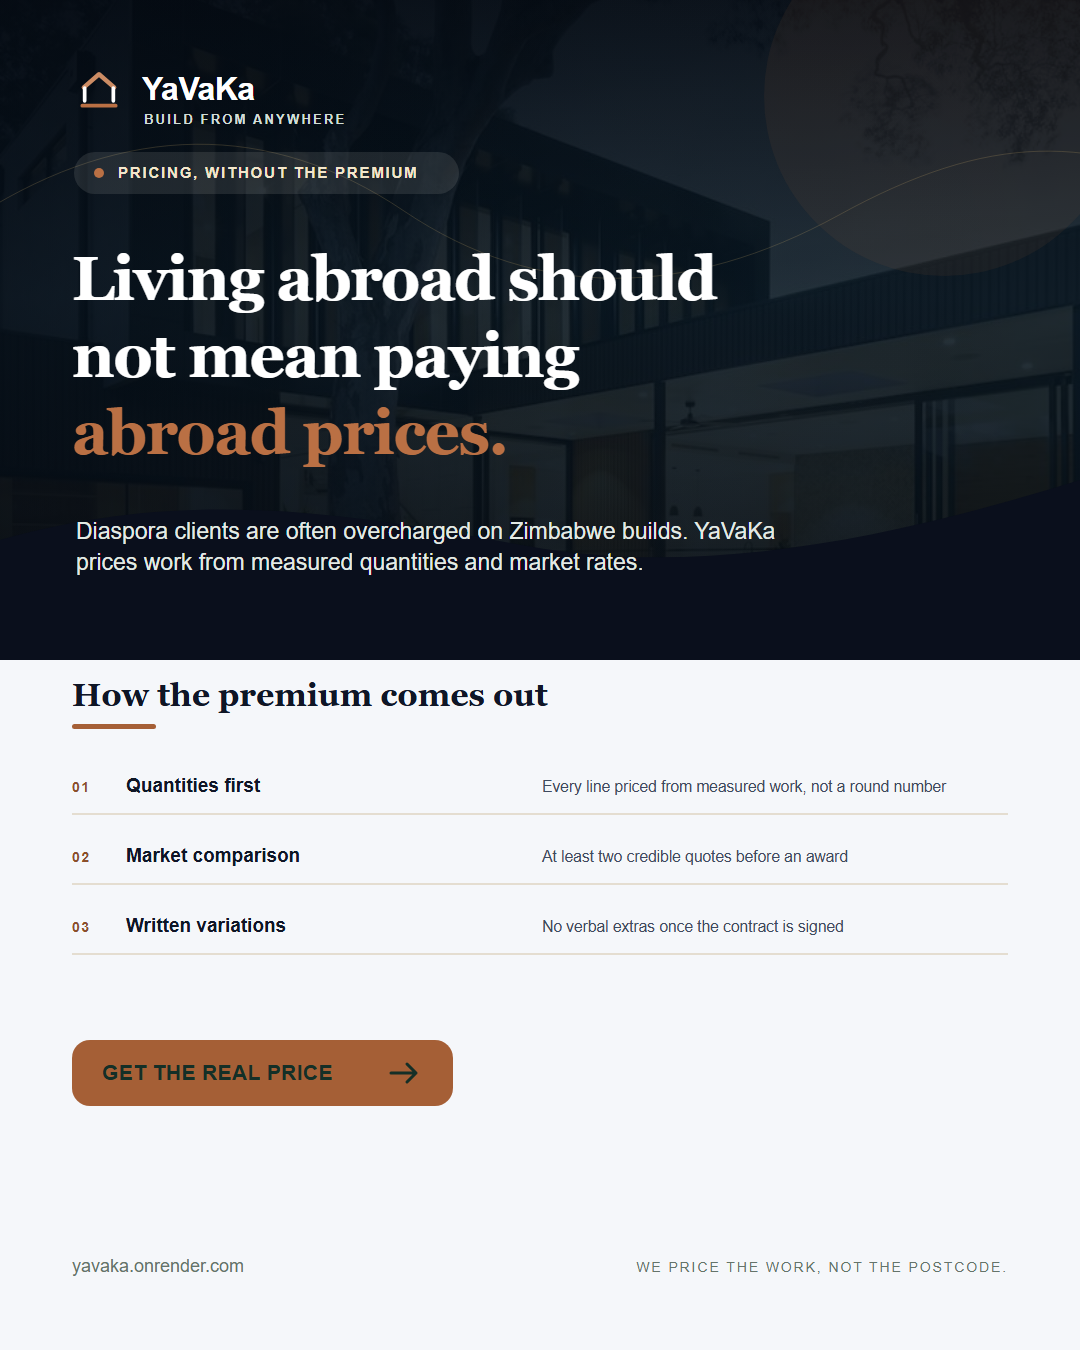 YaVaKa
BUILD FROM ANYWHERE
PRICING, WITHOUT THE PREMIUM
Living abroad should
not mean paying
abroad prices.
Diaspora clients are often overcharged on Zimbabwe builds. YaVaKa
prices work from measured quantities and market rates.
How the premium comes out
01 Quantities first Every line priced from measured work, not a round number
02 Market comparison At least two credible quotes before an award
03 Written variations No verbal extras once the contract is signed
GET THE REAL PRICE
yavaka.onrender.com WE PRICE THE WORK, NOT THE POSTCODE.